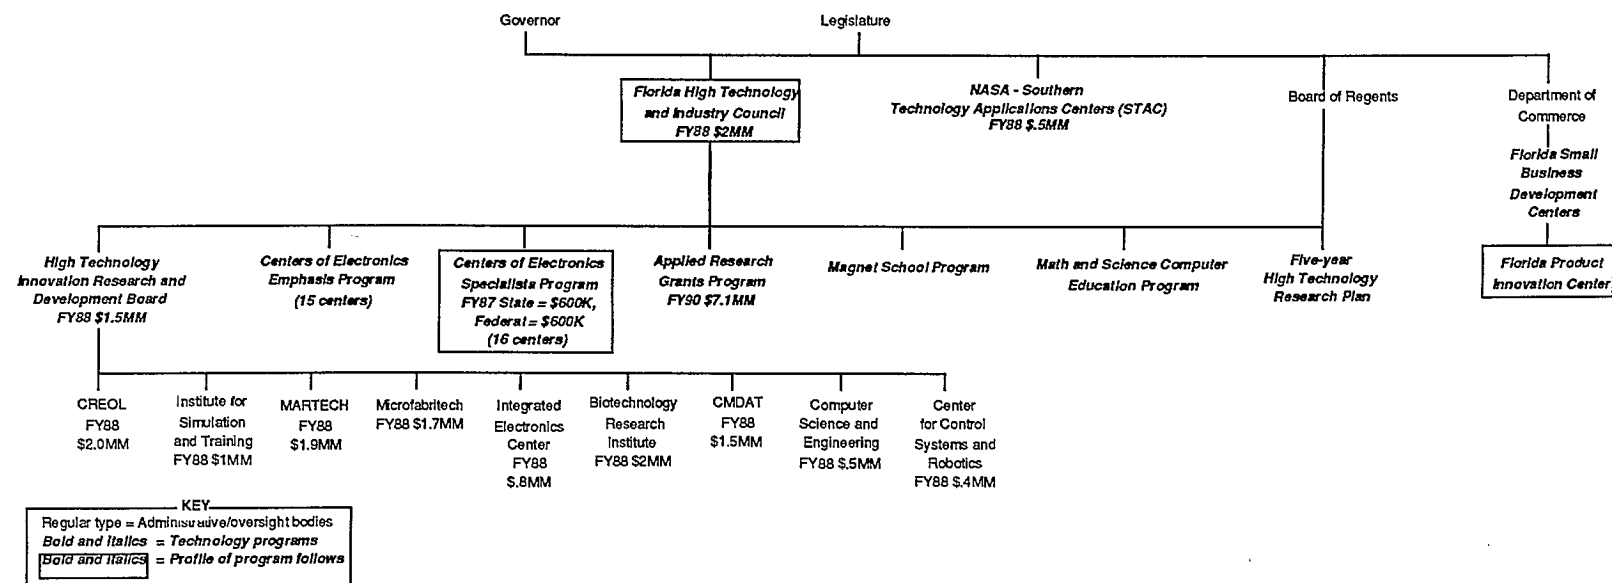 Governor
Legislature
Florida High Technology
and Industry Council
FY88 $2MM
NASA - Southern
Technology Applications Centers (STAC)
FY88 $.5MM
Board of Regents
Department of
Commerce
Florida Small
Business
Development
Centers
High Technology
Innovation Research and
Development Board
FY88 $1.5MM
Centers of Electronics
Emphasis Program
(15 centers)
Centers of Electronics
Specialists Program
FY87 State = $600K,
Federal = $600K
(16 centers)
Applied Research
Grants Program
FY90 $7.1MM
Magnet School Program
Math and Science Computer
Education Program
Five-year
High Technology
Research Plan
Florida Product
Innovation Center
CREOL
FY88
$2.0MM
Institute for
Simulation
and Training
FY88 $1MM
MARTECH
FY88
$1.9MM
Microfabritech
FY88 $1.7MM
Integrated
Electronics
Center
FY88
$.8MM
Biotechnology
Research
Institute
FY88 $2MM
CMDAT
FY88
$1.5MM
Computer
Science and
Engineering
FY88 $.5MM
Center
for Control
Systems and
Robotics
FY88 $.4MM
KEY
Regular type = Administrative/oversight bodies
Bold and italics = Technology programs
Bold and italics = Profile of program follows